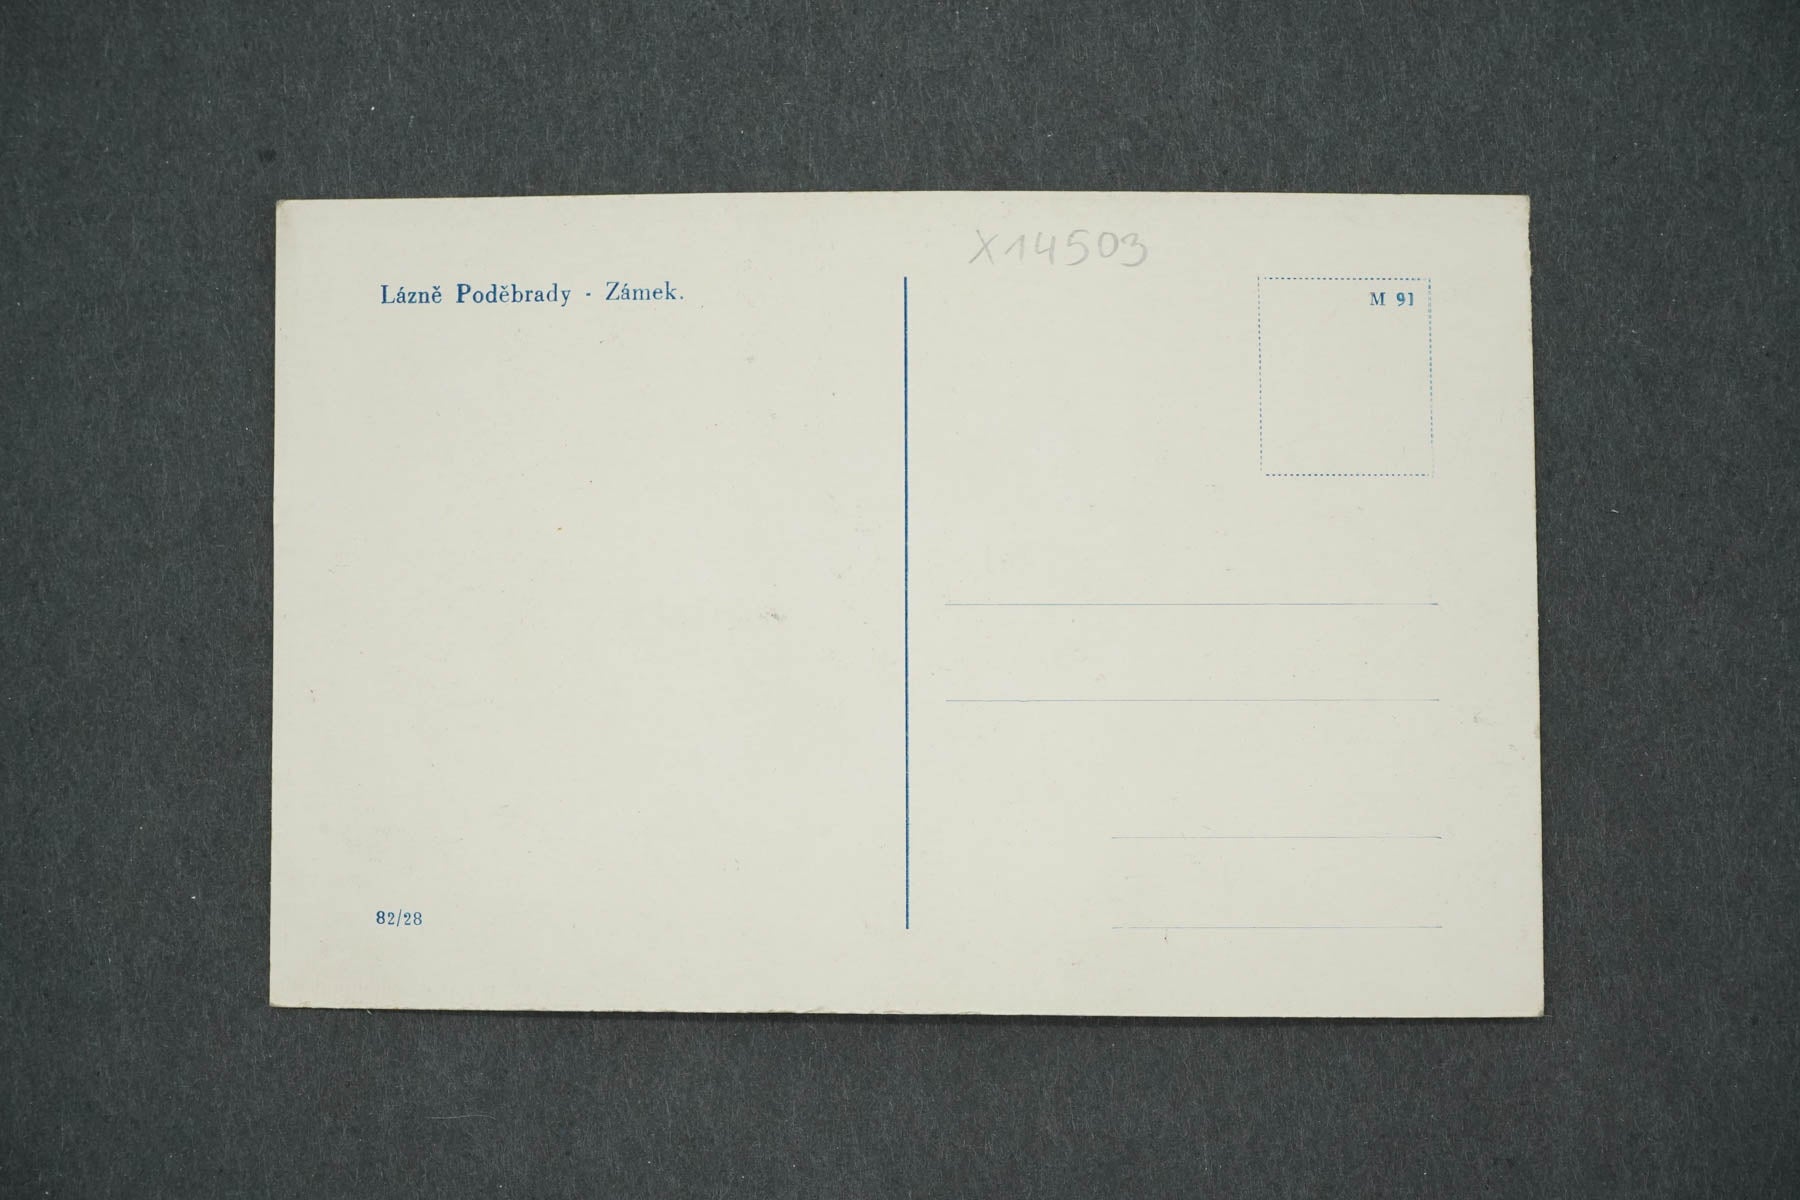 X14503
Lázně Poděbrady - Zámek.
M 91
82/28